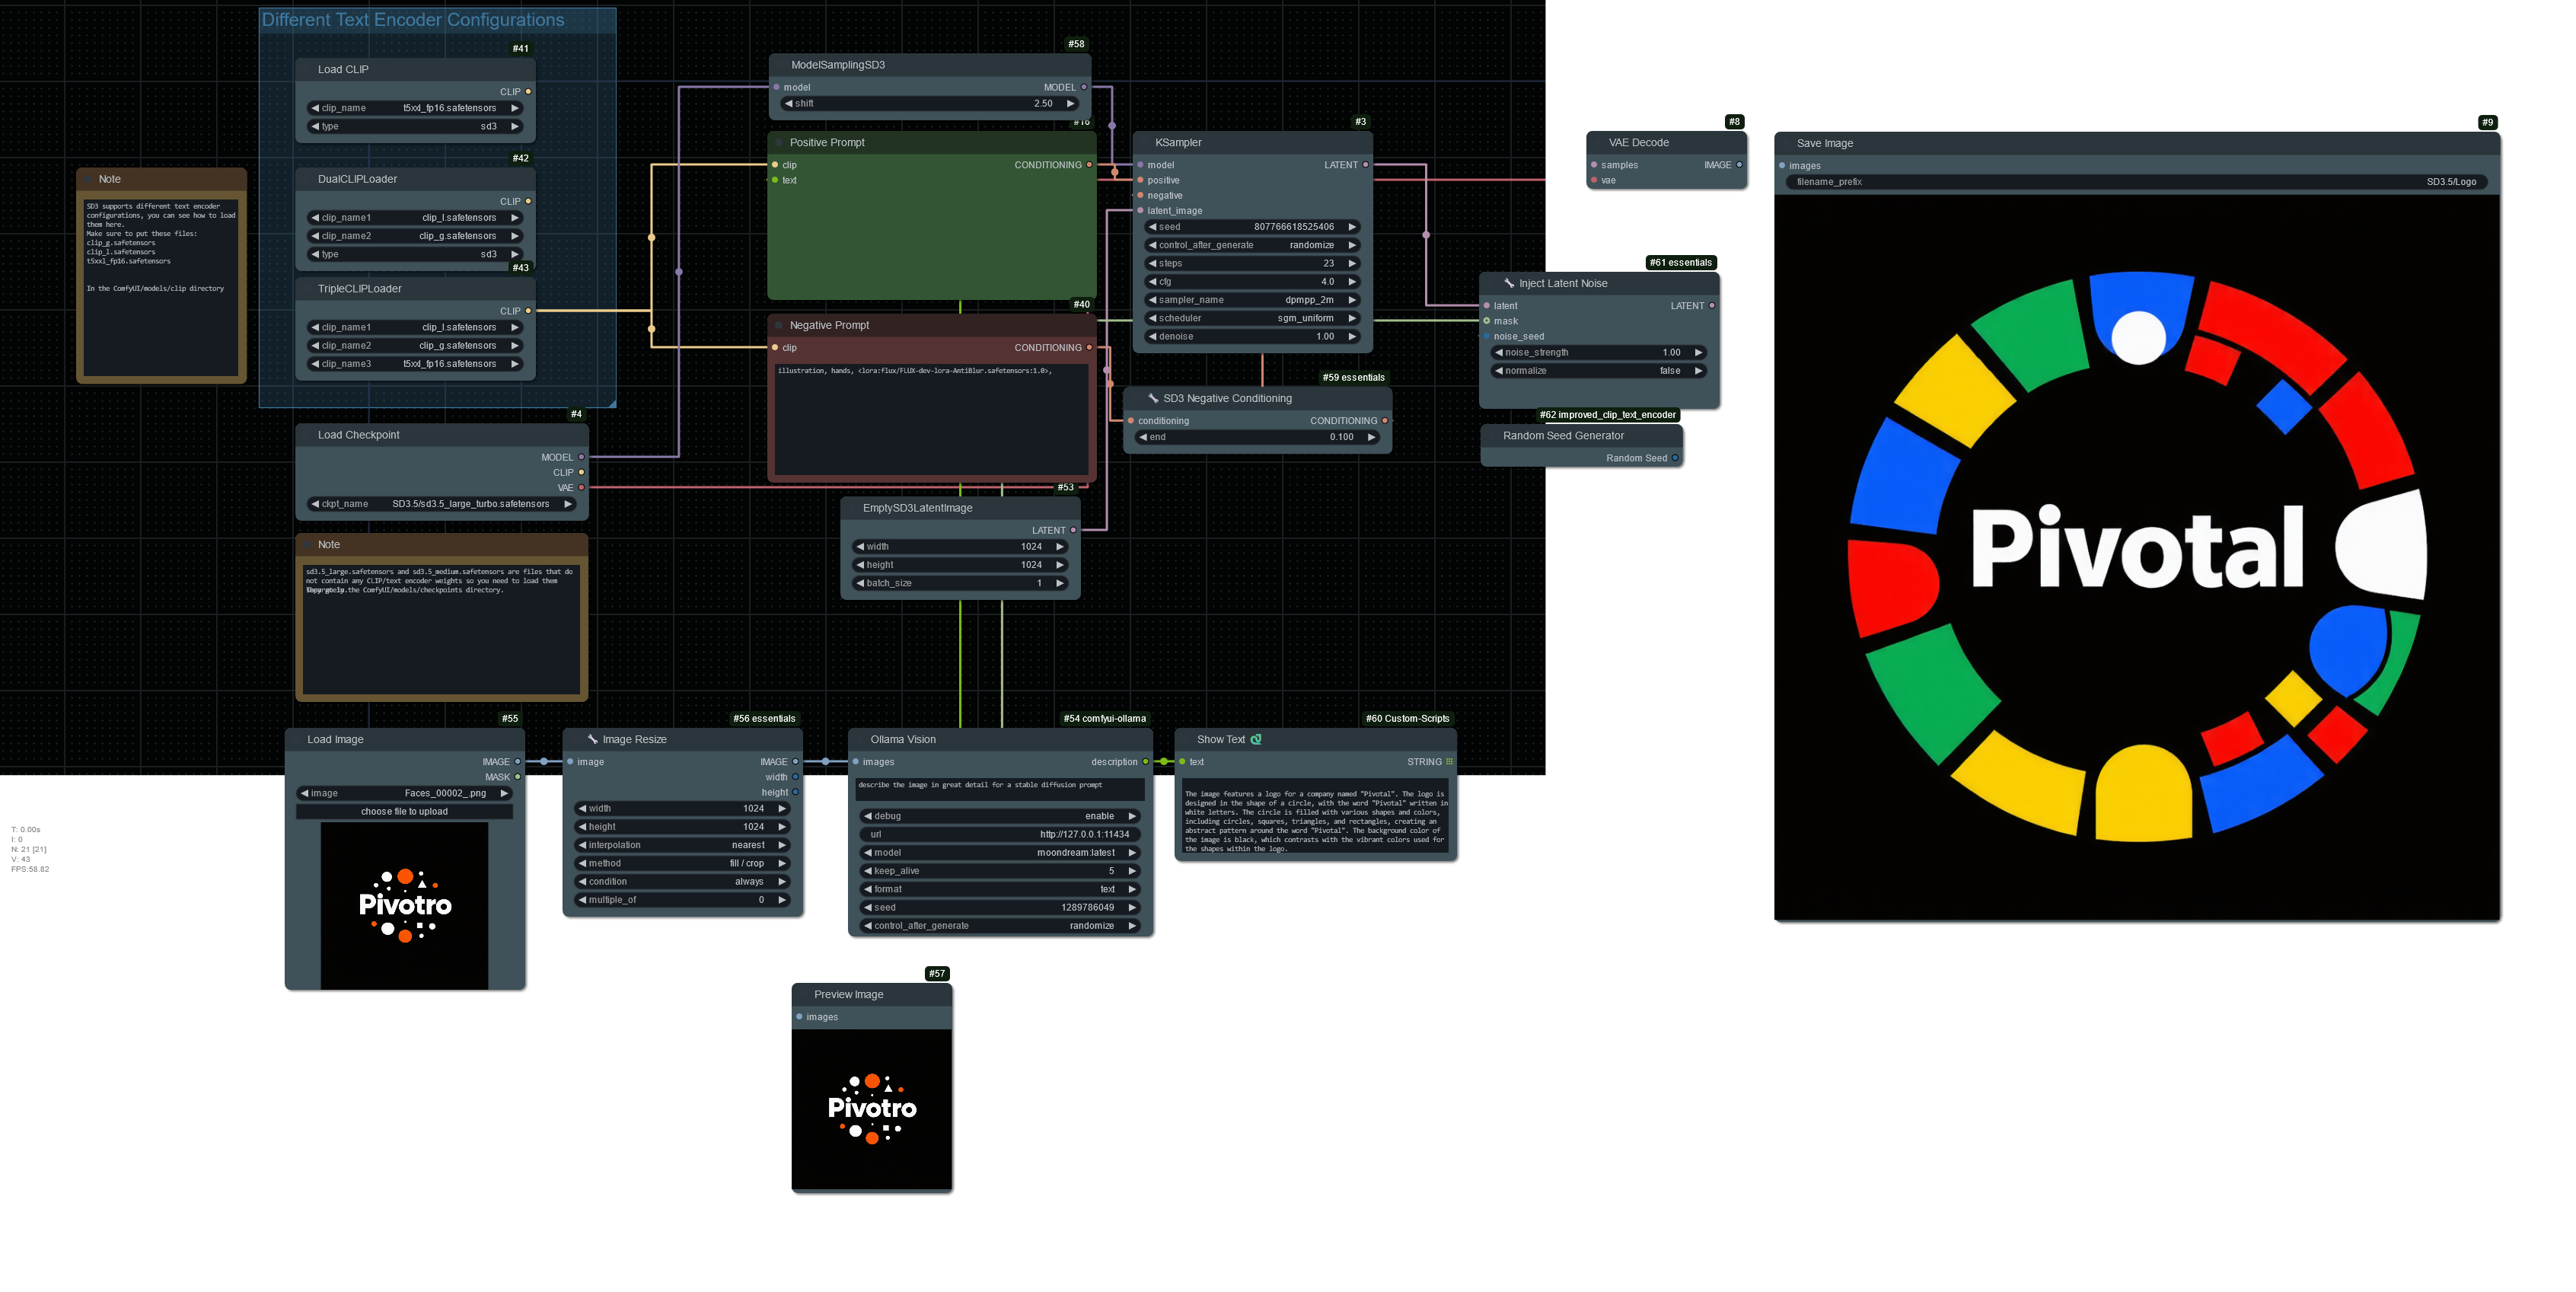 Different Text Encoder Configurations
#41
Load CLIP
CLIP
clip_name t5xxl_fp16.safetensors
type sd3
#42
DualCLIPLoader
CLIP
clip_name1 clip_l.safetensors
clip_name2 clip_g.safetensors
type sd3
#43
TripleCLIPLoader
CLIP
clip_name1 clip_l.safetensors
clip_name2 clip_g.safetensors
clip_name3 t5xxl_fp16.safetensors
Note
SD3 supports different text encoder
configurations, you can see how to load
them here.
Make sure to put these files:
clip_g.safetensors
clip_l.safetensors
t5xxl_fp16.safetensors
In the ComfyUI/models/clip directory
#4
Load Checkpoint
MODEL
CLIP
VAE
ckpt_name SD3.5/sd3.5_large_turbo.safetensors
Note
sd3.5_large.safetensors and sd3.5_medium.safetensors are files that do
not contain any CLIP/text encoder weights so you need to load them
the ComfyUI/models/checkpoints directory.
#58
ModelSamplingSD3
model MODEL
shift 2.50
#16
Positive Prompt
clip CONDITIONING
text
#40
Negative Prompt
clip CONDITIONING
illustration, hands, <lora:flux/FLUX-dev-lora-AntiBlur.safetensors:1.0>,
#53
EmptySD3LatentImage
LATENT
width 1024
height 1024
batch_size 1
#3
KSampler
model LATENT
positive
negative
latent_image
seed 807766618525406
control_after_generate randomize
steps 23
cfg 4.0
sampler_name dpmpp_2m
scheduler sgm_uniform
denoise 1.00
#59 essentials
SD3 Negative Conditioning
conditioning CONDITIONING
end 0.100
#8
VAE Decode
samples IMAGE
vae
#61 essentials
Inject Latent Noise
latent LATENT
mask
noise_seed
noise_strength 1.00
normalize false
#62 improved_clip_text_encoder
Random Seed Generator
Random Seed
#9
Save Image
images
filename_prefix SD3.5/Logo
Pivotal
#55
Load Image
IMAGE
MASK
image Faces_00002_.png
choose file to upload
Pivotro
#56 essentials
Image Resize
image IMAGE
width
height
width 1024
height 1024
interpolation nearest
method fill / crop
condition always
multiple_of 0
#54 comfyui-ollama
Ollama Vision
images description
describe the image in great detail for a stable diffusion prompt
debug enable
url http://127.0.0.1:11434
model moondream:latest
keep_alive 5
format text
seed 1289786049
control_after_generate randomize
#60 Custom-Scripts
Show Text
text STRING
The image features a logo for a company named "Pivotal". The logo is
designed in the shape of a circle, with the word "Pivotal" written in
white letters. The circle is filled with various shapes and colors,
including circles, squares, triangles, and rectangles, creating an
abstract pattern around the word "Pivotal". The background color of
the image is black, which contrasts with the vibrant colors used for
the shapes within the logo.
T: 0.00s
I: 0
N: 21 [21]
V: 43
FPS:58.82
#57
Preview Image
images
Pivotro